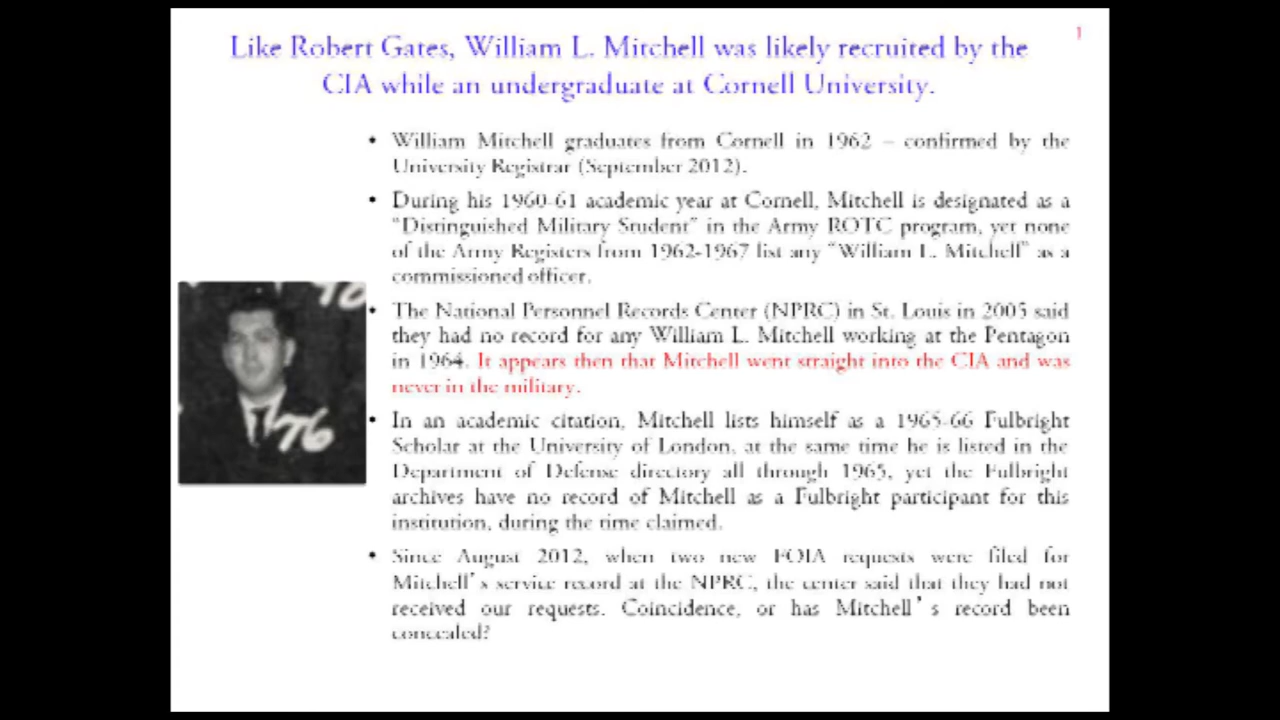 1
Like Robert Gates, William L. Mitchell was likely recruited by the
CIA while an undergraduate at Cornell University.
• William Mitchell graduates from Cornell in 1962 – confirmed by the
University Registrar (September 2012).
• During his 1960-61 academic year at Cornell, Mitchell is designated as a
"Distinguished Military Student" in the Army ROTC program, yet none
of the Army Registers from 1962-1967 list any "William L. Mitchell" as a
commissioned officer.
• The National Personnel Records Center (NPRC) in St. Louis in 2005 said
they had no record for any William L. Mitchell working at the Pentagon
in 1964. It appears then that Mitchell went straight into the CIA and was
never in the military.
• In an academic citation, Mitchell lists himself as a 1965-66 Fulbright
Scholar at the University of London, at the same time he is listed in the
Department of Defense directory all through 1965, yet the Fulbright
archives have no record of Mitchell as a Fulbright participant for this
institution, during the time claimed.
• Since August 2012, when two new FOIA requests were filed for
Mitchell's service record at the NPRC, the center said that they had not
received our requests. Coincidence, or has Mitchell's record been
concealed?
76